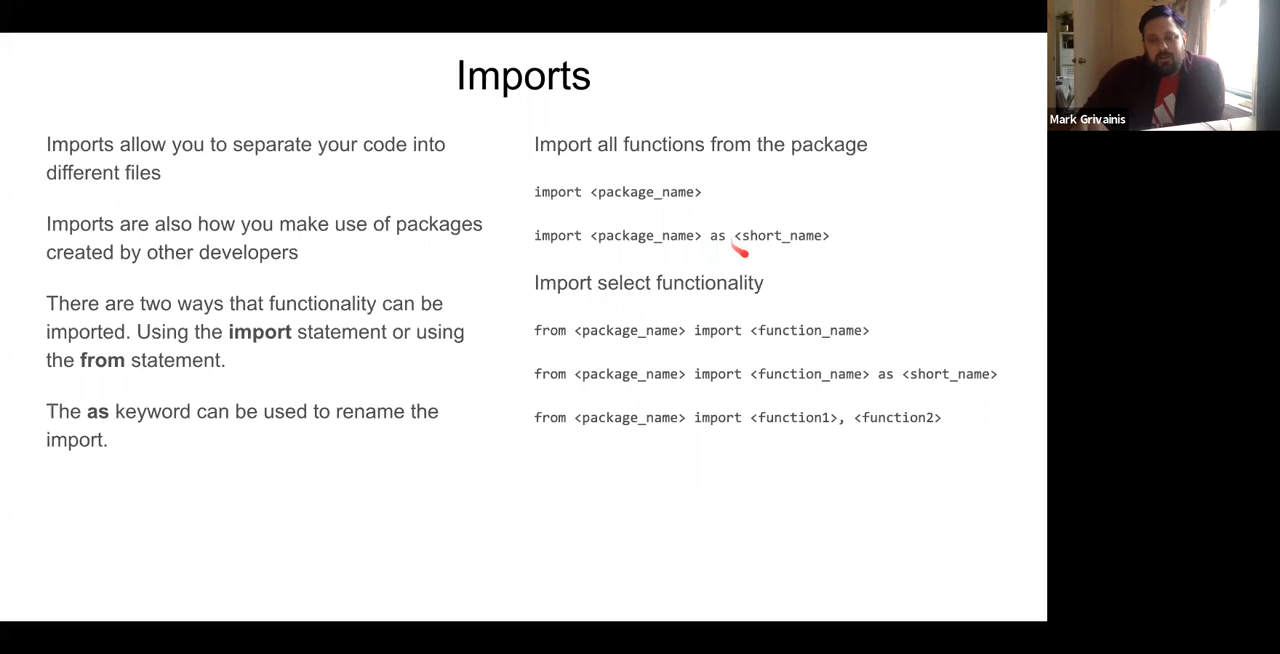 Imports
Imports allow you to separate your code into
different files
Imports are also how you make use of packages
created by other developers
There are two ways that functionality can be
imported. Using the import statement or using
the from statement.
The as keyword can be used to rename the
import.
Import all functions from the package
import <package_name>
import <package_name> as <short_name>
Import select functionality
from <package_name> import <function_name>
from <package_name> import <function_name> as <short_name>
from <package_name> import <function1>, <function2>
Mark Grivainis